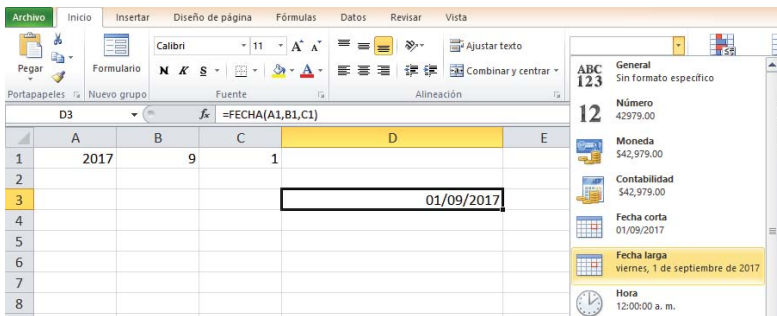 Archivo Inicio Insertar Diseño de página Fórmulas Datos Revisar Vista
Calibri 11 A A Ajustar texto
Pegar Formulario N K S A Combinar y centrar
Portapapeles Nuevo grupo Fuente Alineación
D3 fx =FECHA(A1,B1,C1)
A B C D E
1 2017 9 1
2
3 01/09/2017
4
5
6
7
8
ABC
123
General
Sin formato específico
12
Número
42979.00
Moneda
$42,979.00
Contabilidad
$42,979.00
Fecha corta
01/09/2017
Fecha larga
viernes, 1 de septiembre de 2017
Hora
12:00:00 a. m.